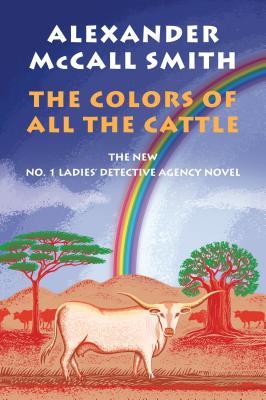 ALEXANDER
McCALL SMITH
THE COLORS OF
ALL THE CATTLE
THE NEW
NO. 1 LADIES' DETECTIVE AGENCY NOVEL